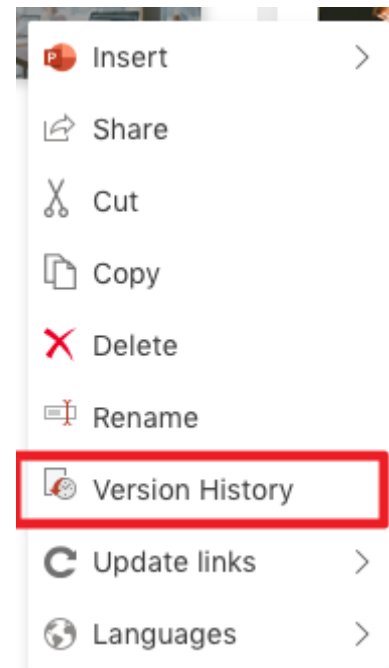 Insert
Share
Cut
Copy
Delete
Rename
Version History
Update links
Languages